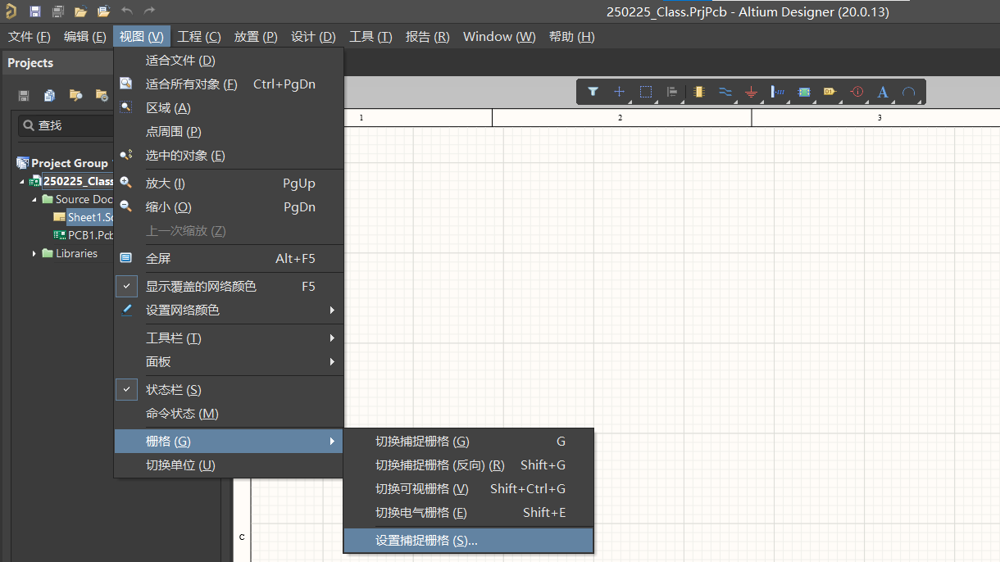 250225_Class.PrjPcb - Altium Designer (20.0.13)
文件 (F) 编辑 (E) 视图 (V) 工程 (C) 放置 (P) 设计 (D) 工具 (T) 报告 (R) Window (W) 帮助 (H)
Projects
查找
Project Group
250225_Class
Source Doc
Sheet1.Sc
PCB1.Pcb
Libraries
适合文件 (D)
适合所有对象 (F) Ctrl+PgDn
区域 (A)
点周围 (P)
选中的对象 (E)
放大 (I) PgUp
缩小 (O) PgDn
上一次缩放 (Z)
全屏 Alt+F5
显示覆盖的网络颜色 F5
设置网络颜色
工具栏 (T)
面板
状态栏 (S)
命令状态 (M)
栅格 (G)
切换单位 (U)
切换捕捉栅格 (G) G
切换捕捉栅格 (反向) (R) Shift+G
切换可视栅格 (V) Shift+Ctrl+G
切换电气栅格 (E) Shift+E
设置捕捉栅格 (S)...
A
1 2 3
C